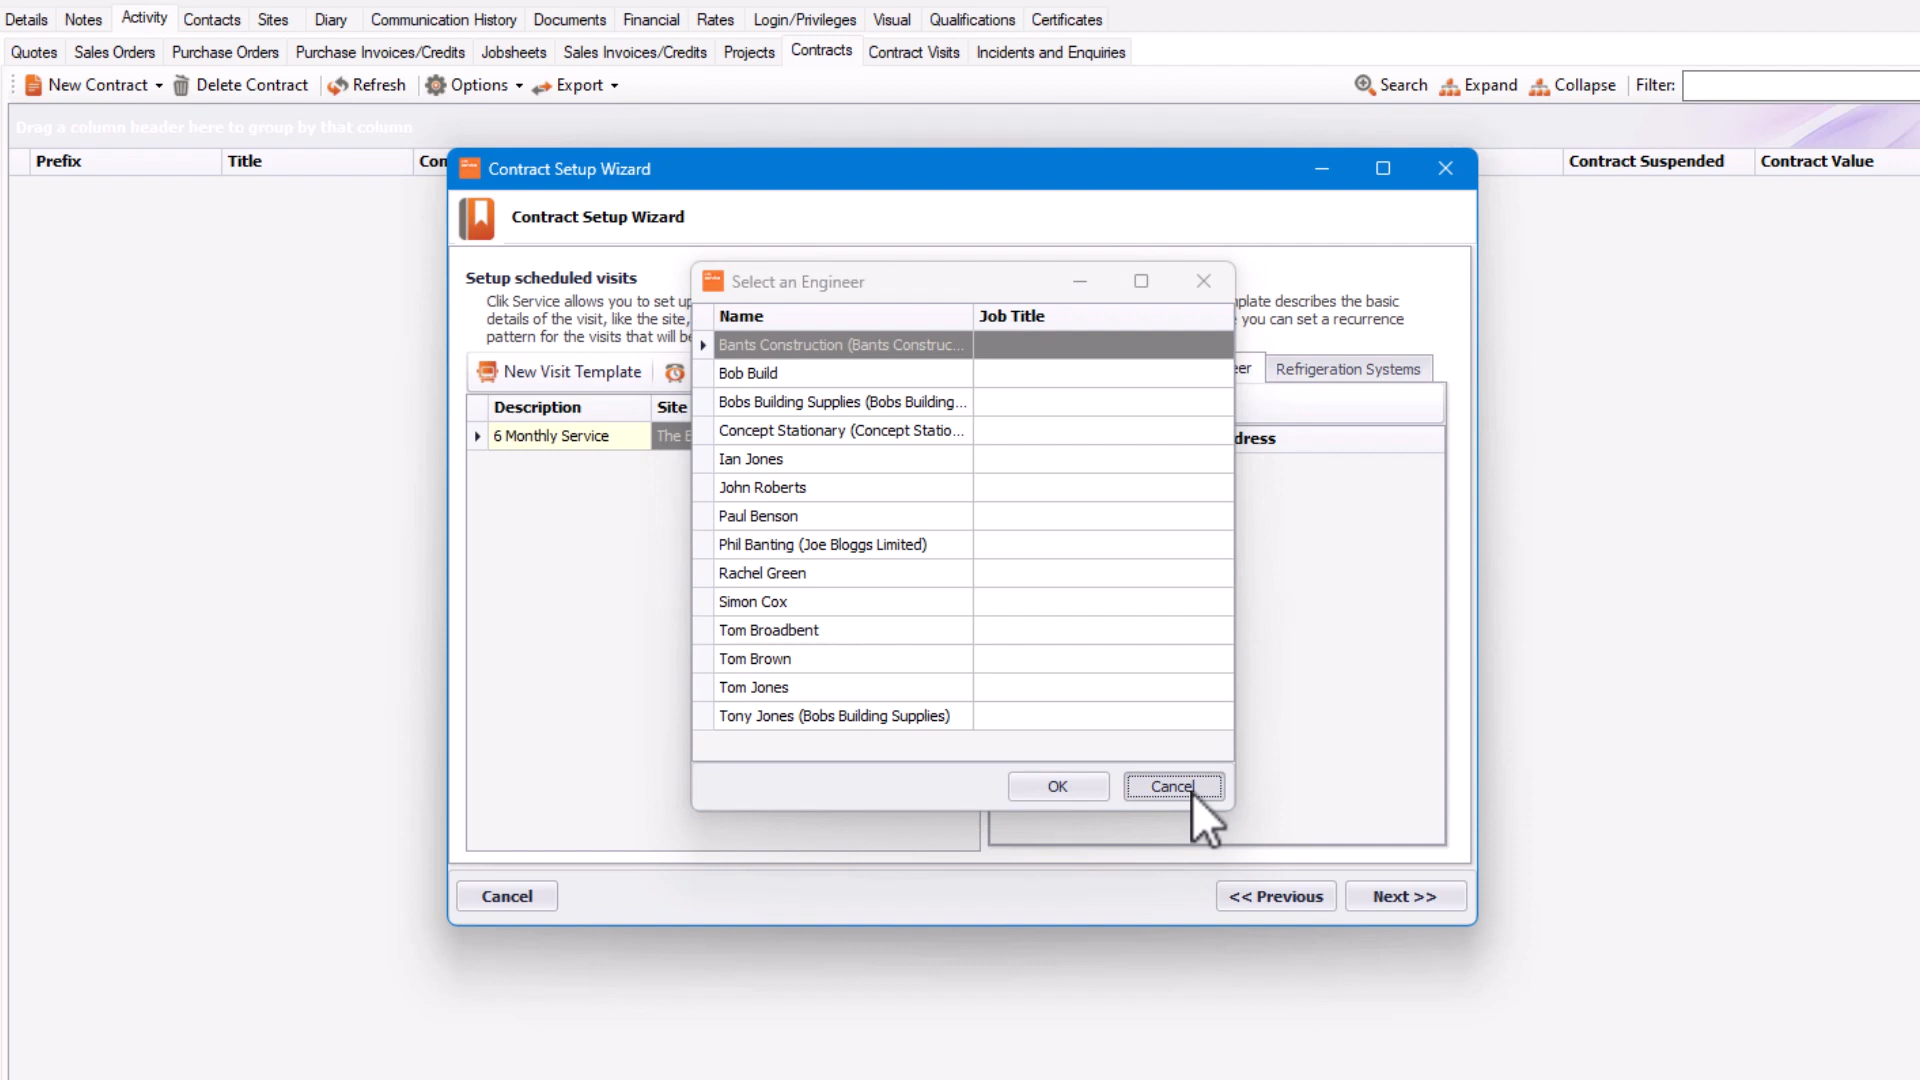 Details Notes Activity Contacts Sites Diary Communication History Documents Financial Rates Login/Privileges Visual Qualifications Certificates
Quotes Sales Orders Purchase Orders Purchase Invoices/Credits Jobsheets Sales Invoices/Credits Projects Contracts Contract Visits Incidents and Enquiries
New Contract Delete Contract Refresh Options Export Search Expand Collapse Filter:
Drag a column header here to group by that column
Prefix Title Con Contract Suspended Contract Value
Contract Setup Wizard
Contract Setup Wizard
Setup scheduled visits
Clik Service allows you to set up plate describes the basic
details of the visit, like the site, you can set a recurrence
pattern for the visits that will be
New Visit Template er Refrigeration Systems
Description Site dress
6 Monthly Service The B
Select an Engineer
Name Job Title
Bants Construction (Bants Construc...
Bob Build
Bobs Building Supplies (Bobs Building...
Concept Stationary (Concept Statio...
Ian Jones
John Roberts
Paul Benson
Phil Banting (Joe Bloggs Limited)
Rachel Green
Simon Cox
Tom Broadbent
Tom Brown
Tom Jones
Tony Jones (Bobs Building Supplies)
OK Cancel
Cancel << Previous Next >>